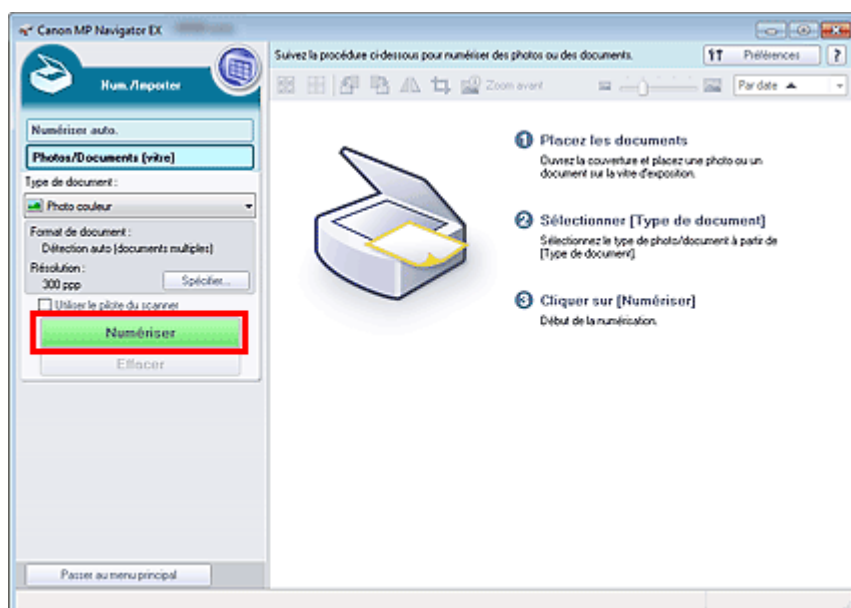 Canon MP Navigator EX
Num./Importer
Numériser auto.
Photos/Documents (vitre)
Type de document :
Photo couleur
Format de document :
Détection auto (documents multiples)
Résolution :
300 ppp
Spécifier...
Utiliser le pilote du scanner
Numériser
Effacer
Passer au menu principal
Suivez la procédure ci-dessous pour numériser des photos ou des documents.
Préférences
?
Zoom avant
Par date
1 Placez les documents
Ouvrez la couverture et placez une photo ou un
document sur la vitre d'exposition.
2 Sélectionner [Type de document]
Sélectionnez le type de photo/document à partir de
[Type de document].
3 Cliquer sur [Numériser]
Début de la numérisation.